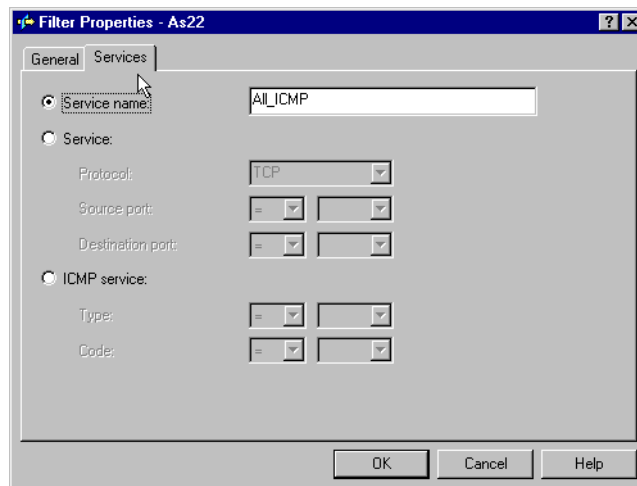 Filter Properties - As22
General Services
Service name: All_ICMP
Service:
Protocol: TCP
Source port: =
Destination port: =
ICMP service:
Type: =
Code: =
OK Cancel Help